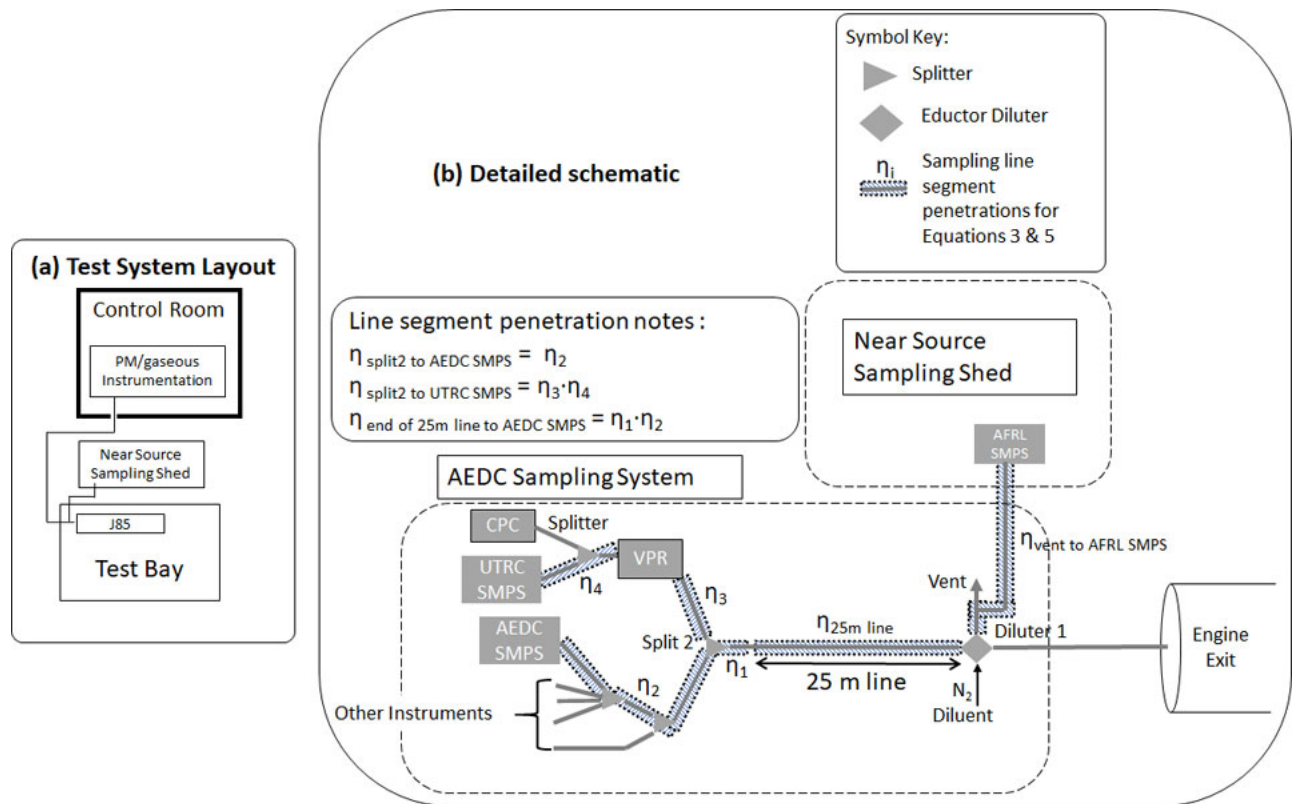 (a) Test System Layout
Control Room
PM/gaseous
Instrumentation
Near Source
Sampling Shed
J85
Test Bay
(b) Detailed schematic
Symbol Key:
Splitter
Eductor Diluter
ηi Sampling line
segment
penetrations for
Equations 3 & 5
Line segment penetration notes :
η split2 to AEDC SMPS = η2
η split2 to UTRC SMPS = η3·η4
η end of 25m line to AEDC SMPS = η1·η2
Near Source
Sampling Shed
AFRL
SMPS
ηvent to AFRL SMPS
AEDC Sampling System
CPC
Splitter
VPR
UTRC
SMPS
η4
η3
AEDC
SMPS
Split 2
η1
η2
Other Instruments
η25m line
25 m line
Vent
Diluter 1
N2
Diluent
Engine
Exit